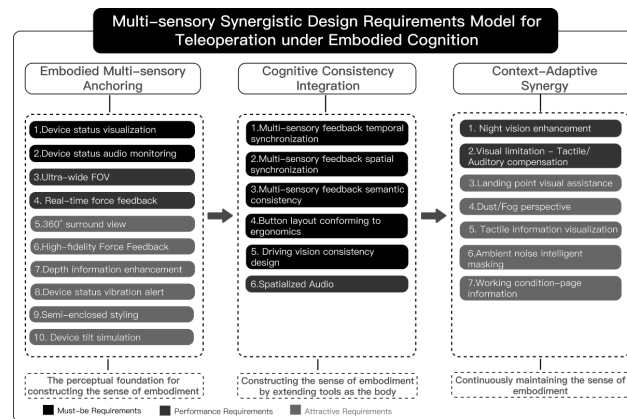 Multi-sensory Synergistic Design Requirements Model for
Teleoperation under Embodied Cognition
Embodied Multi-sensory
Anchoring
1.Device status visualization
2.Device status audio monitoring
3.Ultra-wide FOV
4. Real-time force feedback
5.360° surround view
6.High-fidelity Force Feedback
7.Depth information enhancement
8.Device status vibration alert
9.Semi-enclosed styling
10. Device tilt simulation
The perceptual foundation for
constructing the sense of embodiment
Cognitive Consistency
Integration
1.Multi-sensory feedback temporal
synchronization
2.Multi-sensory feedback spatial
synchronization
3.Multi-sensory feedback semantic
consistency
4.Button layout conforming to
ergonomics
5. Driving vision consistency
design
6.Spatialized Audio
Constructing the sense of embodiment
by extending tools as the body
Context-Adaptive
Synergy
1. Night vision enhancement
2.Visual limitation - Tactile/
Auditory compensation
3.Landing point visual assistance
4.Dust/Fog perspective
5. Tactile information visualization
6.Ambient noise intelligent
masking
7.Working condition-page
information
Continuously maintaining the sense of
embodiment
Must-be Requirements
Performance Requirements
Attractive Requirements